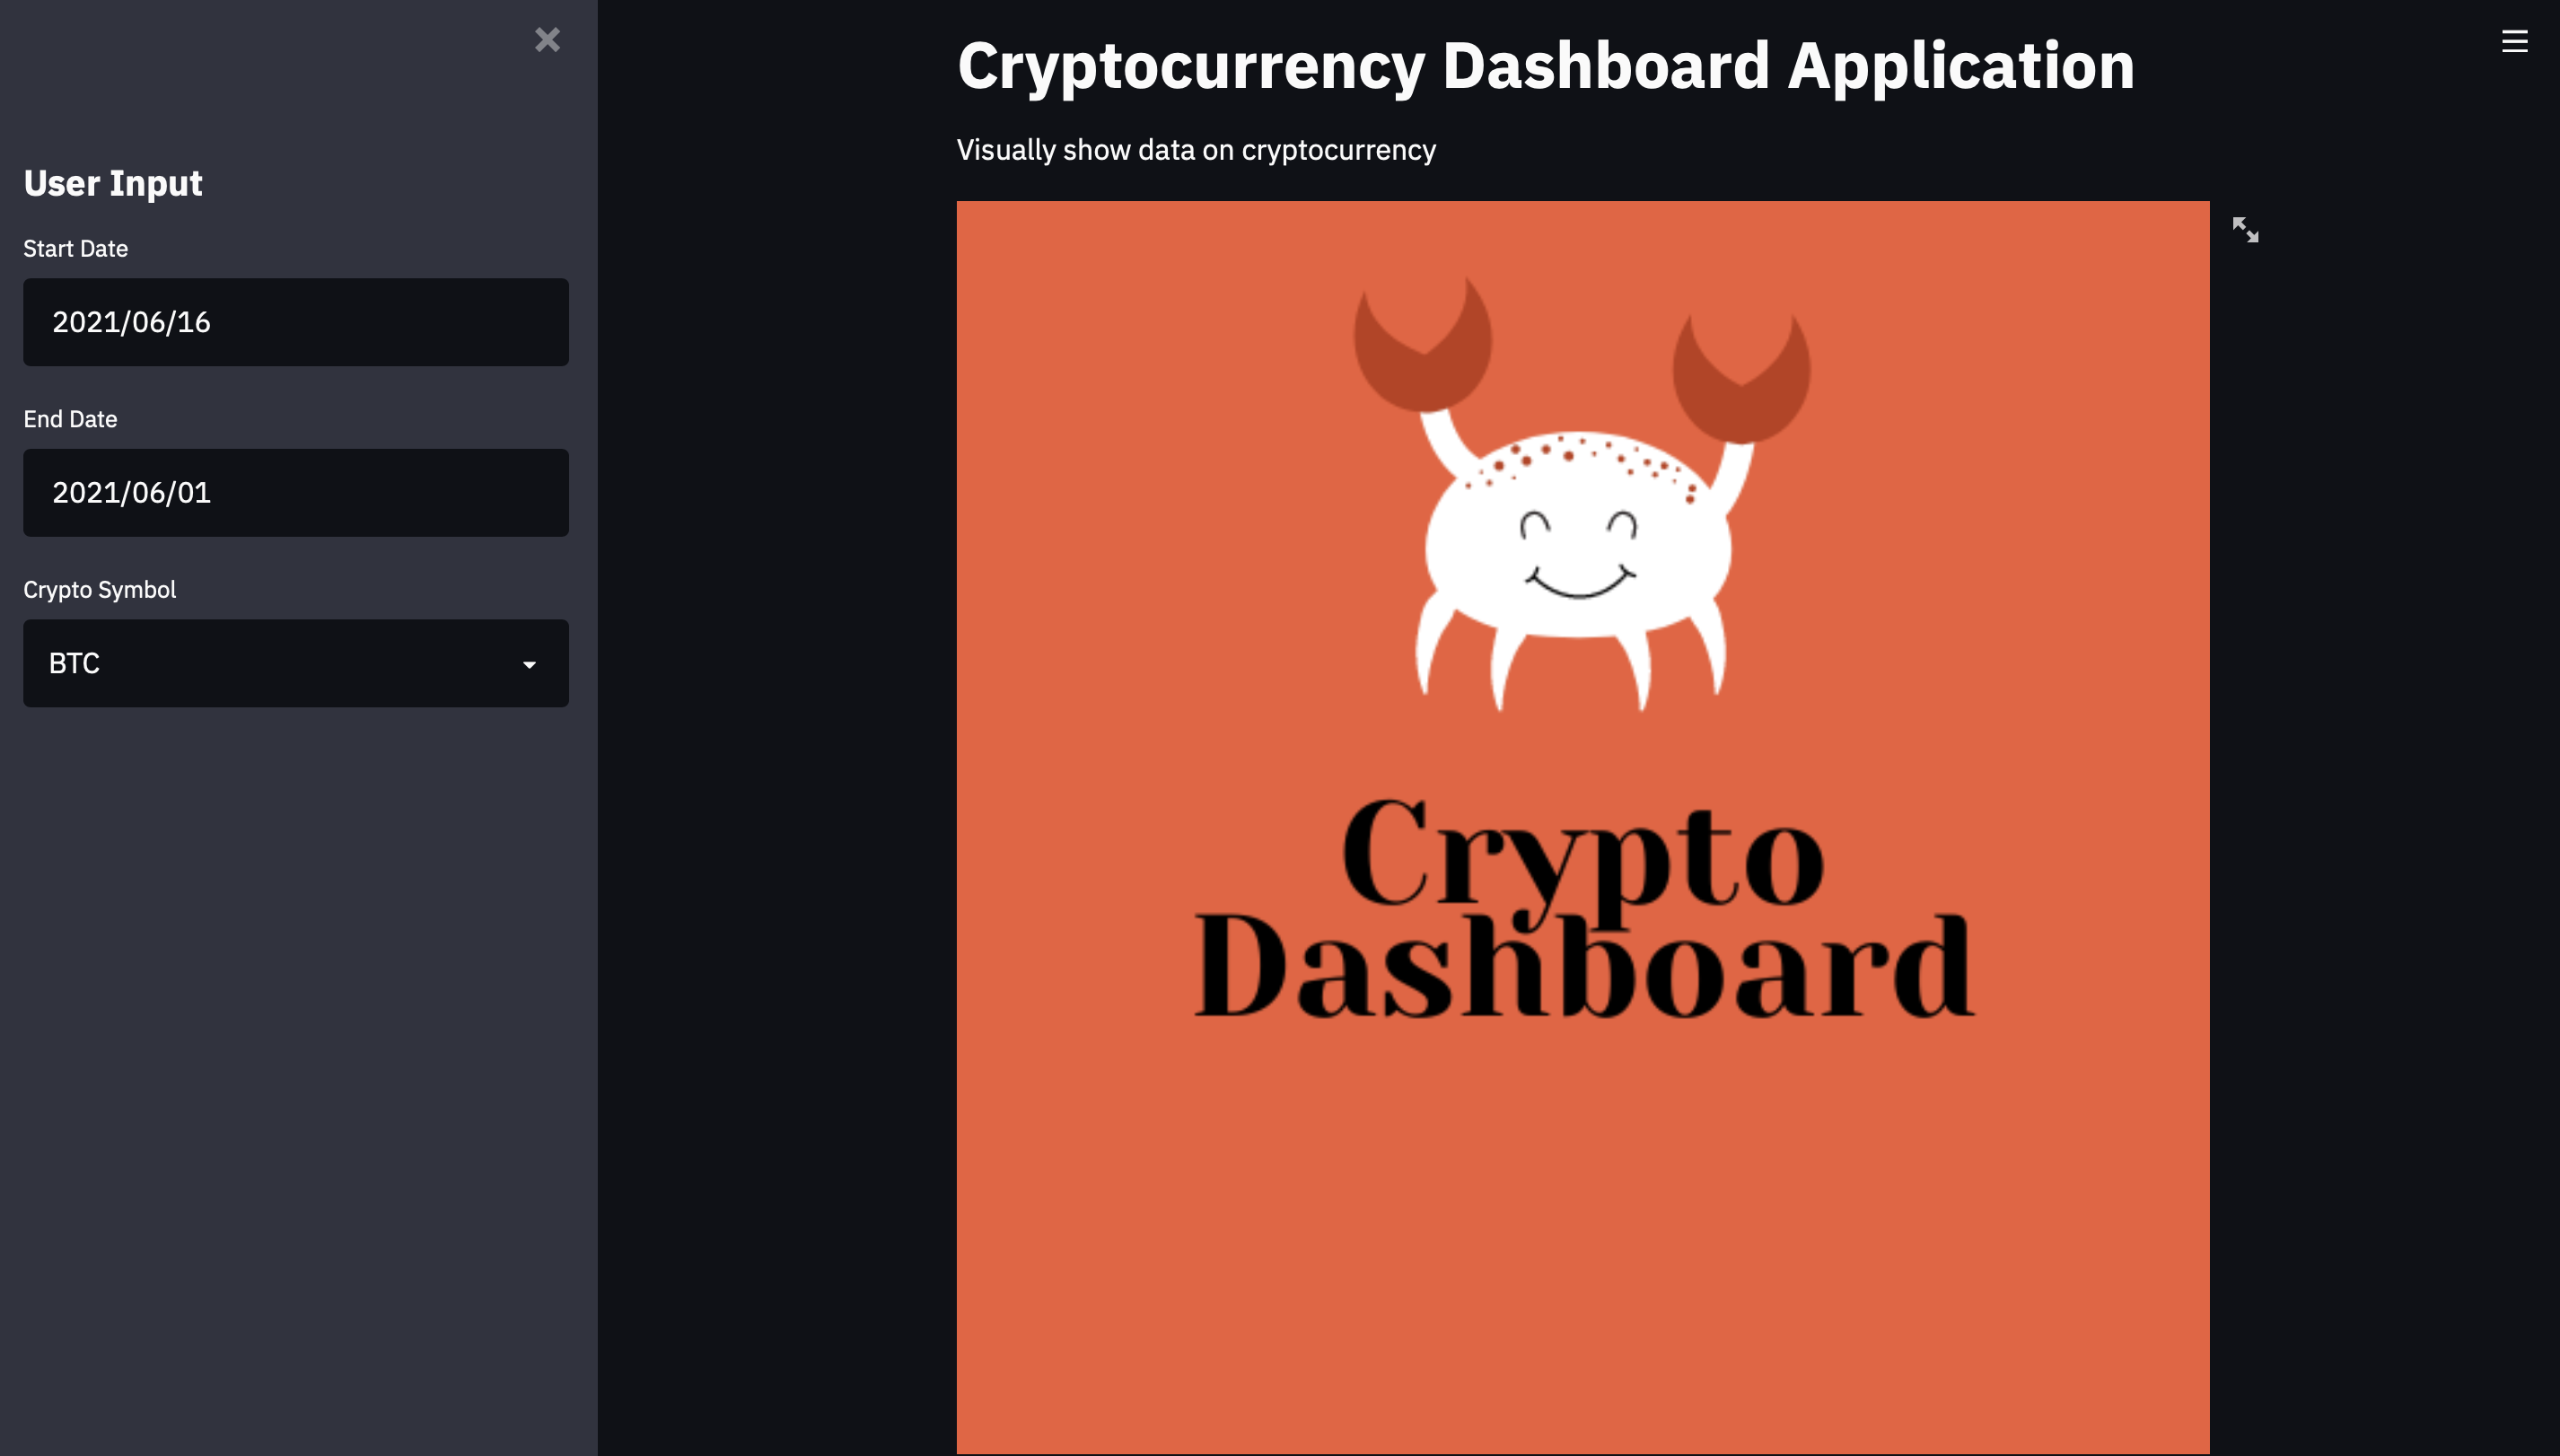 User Input
Start Date
2021/06/16
End Date
2021/06/01
Crypto Symbol
BTC
Cryptocurrency Dashboard Application
Visually show data on cryptocurrency
Crypto
Dashboard